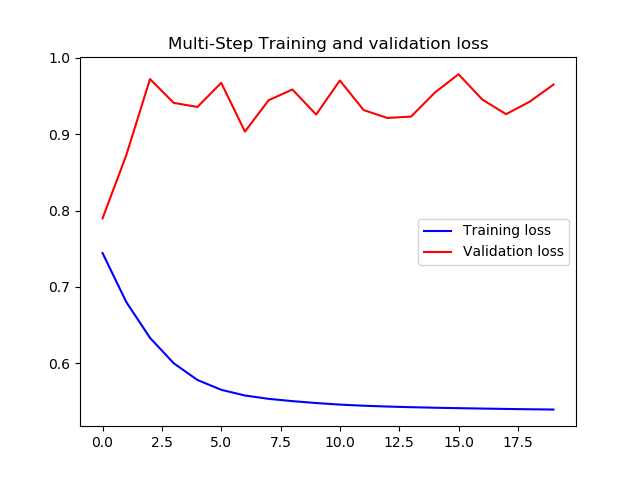 Multi-Step Training and validation loss
1.0
0.9
0.8
0.7
0.6
Training loss
Validation loss
0.0 2.5 5.0 7.5 10.0 12.5 15.0 17.5